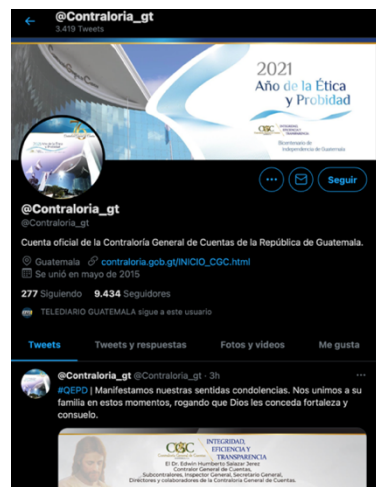 @Contraloria_gt
3.419 Tweets
2021
Año de la Ética
y Probidad
CGC
INTEGRIDAD,
EFICIENCIA Y
TRANSPARENCIA
Bicentenario de
Independencia de Guatemala
Seguir
@Contraloria_gt
@Contraloria_gt
Cuenta oficial de la Contraloría General de Cuentas de la República de Guatemala.
Guatemala contraloria.gob.gt/INICIO_CGC.html
Se unió en mayo de 2015
277 Siguiendo 9.434 Seguidores
TELEDIARIO GUATEMALA sigue a este usuario
Tweets Tweets y respuestas Fotos y videos Me gusta
@Contraloria_gt @Contraloria_gt · 3h
#QEPD | Manifestamos nuestras sentidas condolencias. Nos unimos a su
familia en estos momentos, rogando que Dios les conceda fortaleza y
consuelo.
CGC
INTEGRIDAD,
EFICIENCIA Y
TRANSPARENCIA
El Dr. Edwin Humberto Salazar Jerez
Contralor General de Cuentas,
Subcontralores, Inspector General, Secretario General,
Directores y colaboradores de la Contraloría General de Cuentas.